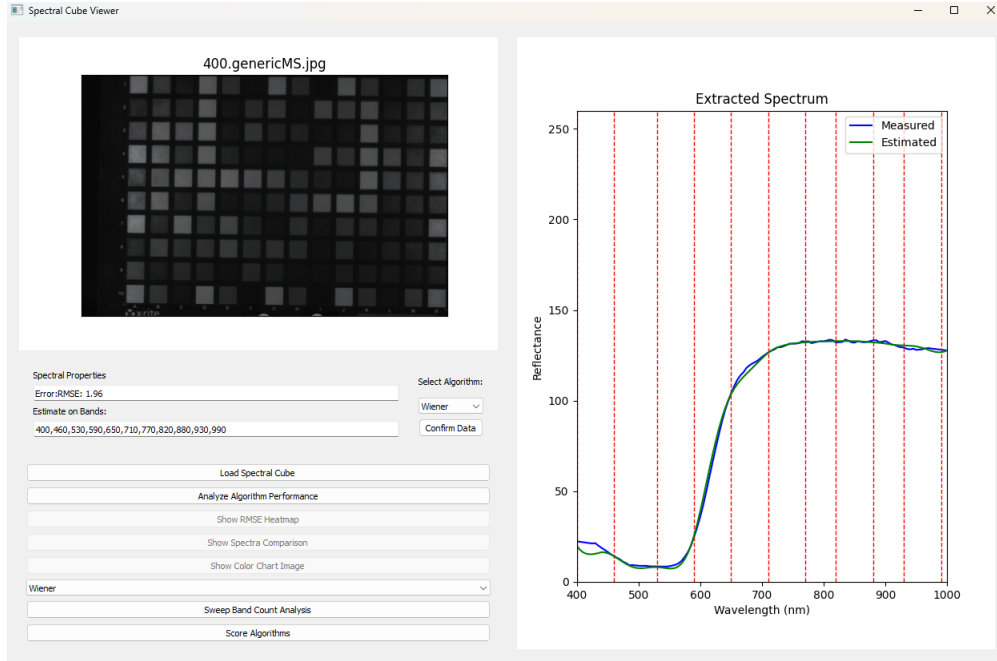 Spectral Cube Viewer
400.genericMS.jpg
Spectral Properties
Error:RMSE: 1.96
Estimate on Bands:
400,460,530,590,650,710,770,820,880,930,990
Select Algorithm:
Wiener
Confirm Data
Load Spectral Cube
Analyze Algorithm Performance
Show RMSE Heatmap
Show Spectra Comparison
Show Color Chart Image
Wiener
Sweep Band Count Analysis
Score Algorithms
Extracted Spectrum
Measured
Estimated
Reflectance
250
200
150
100
50
0
400 500 600 700 800 900 1000
Wavelength (nm)